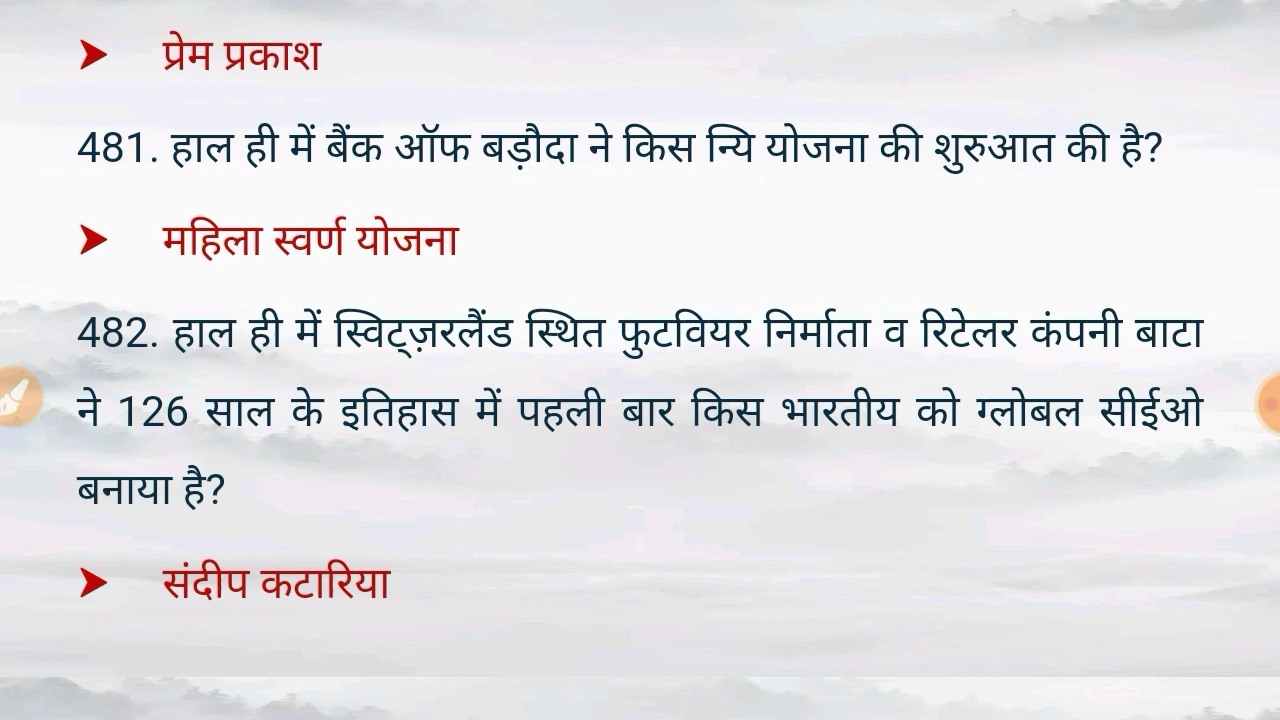 ➤ प्रेम प्रकाश
481. हाल ही में बैंक ऑफ बड़ौदा ने किस न्यि योजना की शुरुआत की है?
➤ महिला स्वर्ण योजना
482. हाल ही में स्विट्ज़रलैंड स्थित फुटवियर निर्माता व रिटेलर कंपनी बाटा
ने 126 साल के इतिहास में पहली बार किस भारतीय को ग्लोबल सीईओ
बनाया है?
➤ संदीप कटारिया